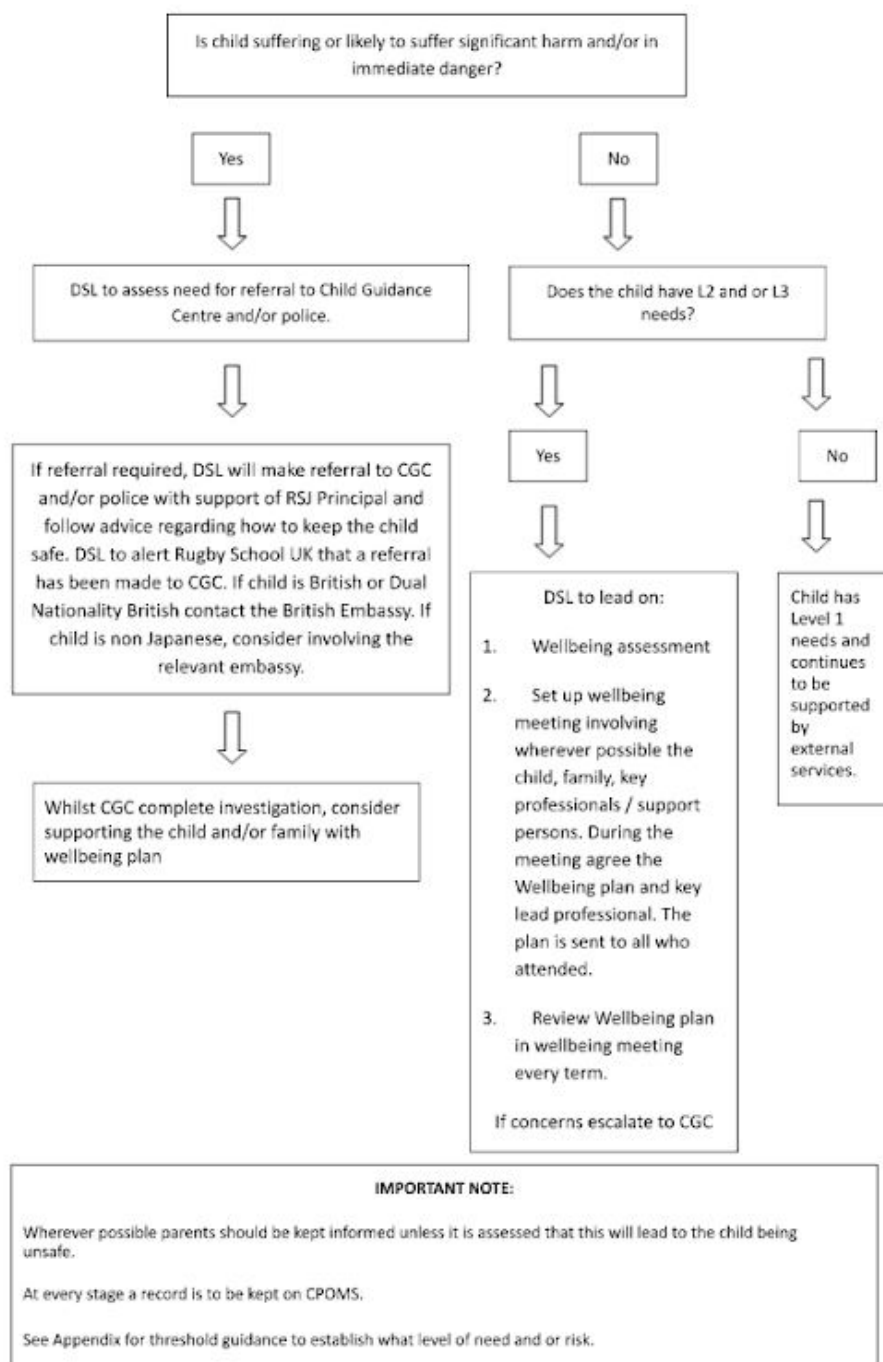 Is child suffering or likely to suffer significant harm and/or in
immediate danger?
Yes
No
DSL to assess need for referral to Child Guidance
Centre and/or police.
Does the child have L2 and or L3
needs?
If referral required, DSL will make referral to CGC
and/or police with support of RSJ Principal and
follow advice regarding how to keep the child
safe. DSL to alert Rugby School UK that a referral
has been made to CGC. If child is British or Dual
Nationality British contact the British Embassy. If
child is non Japanese, consider involving the
relevant embassy.
Yes
No
Whilst CGC complete investigation, consider
supporting the child and/or family with
wellbeing plan
DSL to lead on:
1. Wellbeing assessment
2. Set up wellbeing
meeting involving
wherever possible the
child, family, key
professionals / support
persons. During the
meeting agree the
Wellbeing plan and key
lead professional. The
plan is sent to all who
attended.
3. Review Wellbeing plan
in wellbeing meeting
every term.
If concerns escalate to CGC
Child has
Level 1
needs and
continues
to be
supported
by
external
services.
IMPORTANT NOTE:
Wherever possible parents should be kept informed unless it is assessed that this will lead to the child being
unsafe.
At every stage a record is to be kept on CPOMS.
See Appendix for threshold guidance to establish what level of need and or risk.